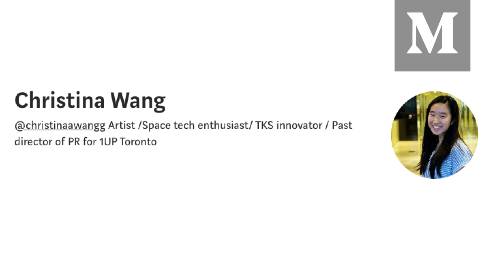 M
Christina Wang
@christinaawangg Artist /Space tech enthusiast/ TKS innovator / Past
director of PR for 1UP Toronto